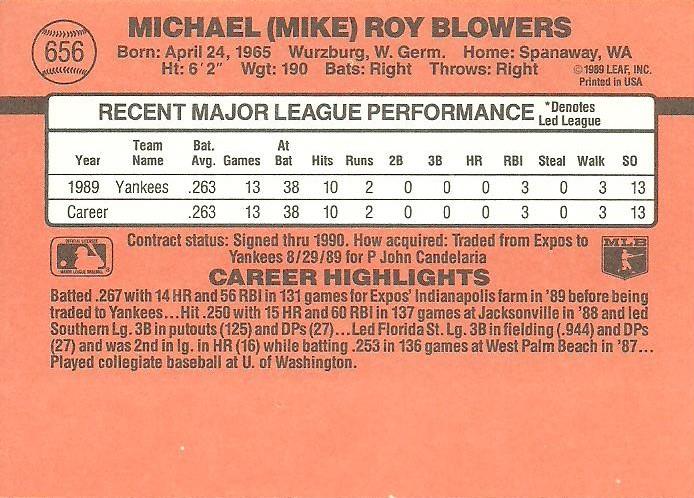 656
MICHAEL (MIKE) ROY BLOWERS
Born: April 24, 1965 Wurzburg, W. Germ. Home: Spanaway, WA
Ht: 6'2" Wgt: 190 Bats: Right Throws: Right
©1989 LEAF, INC.
Printed in USA
RECENT MAJOR LEAGUE PERFORMANCE *Denotes Led League
Year Team Name Bat. Avg. Games At Bat Hits Runs 2B 3B HR RBI Steal Walk SO
1989 Yankees .263 13 38 10 2 0 0 0 3 0 3 13
Career .263 13 38 10 2 0 0 0 3 0 3 13
OFFICIAL LICENSEE
MAJOR LEAGUE BASEBALL
Contract status: Signed thru 1990. How acquired: Traded from Expos to
Yankees 8/29/89 for P John Candelaria
MLB
CAREER HIGHLIGHTS
Batted .267 with 14 HR and 56 RBI in 131 games for Expos' Indianapolis farm in '89 before being
traded to Yankees...Hit .250 with 15 HR and 60 RBI in 137 games at Jacksonville in '88 and led
Southern Lg. 3B in putouts (125) and DPs (27)...Led Florida St. Lg. 3B in fielding (.944) and DPs
(27) and was 2nd in lg. in HR (16) while batting .253 in 136 games at West Palm Beach in '87...
Played collegiate baseball at U. of Washington.